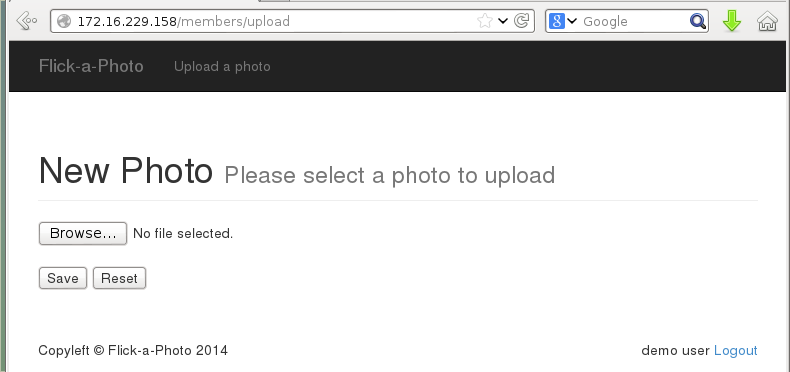 172.16.229.158/members/upload
Google
Flick-a-Photo Upload a photo
New Photo Please select a photo to upload
Browse... No file selected.
Save Reset
Copyleft © Flick-a-Photo 2014 demo user Logout